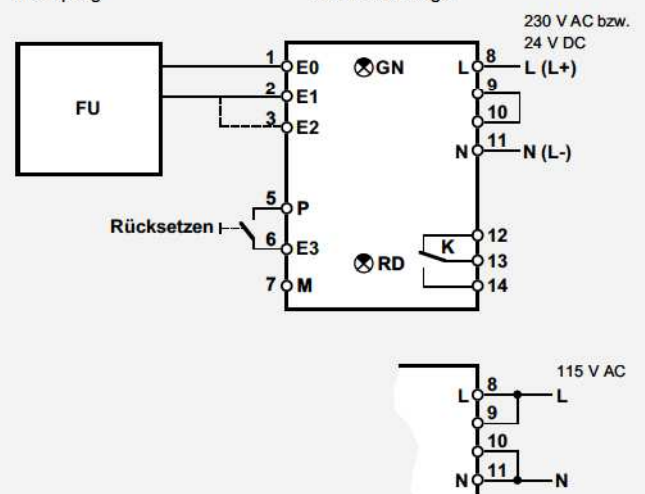 230 V AC bzw.
24 V DC
FU
1 E0
2 E1
3 E2
GN
L 8 L (L+)
9
10
N 11 N (L-)
Rücksetzen
5 P
6 E3
7 M
RD
K
12
13
14
115 V AC
L 8 L
9
10
N 11 N